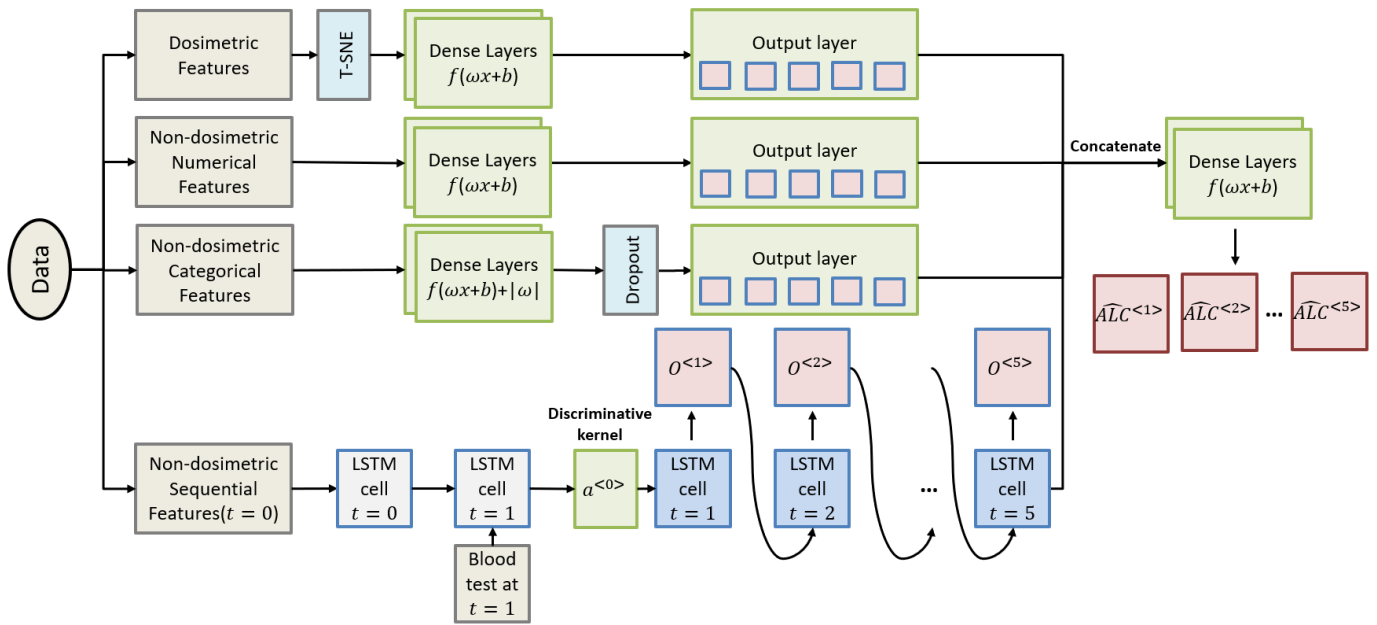 Data
Dosimetric
Features
T-SNE
Dense Layers
f(ωx+b)
Output layer
Non-dosimetric
Numerical
Features
Dense Layers
f(ωx+b)
Output layer
Non-dosimetric
Categorical
Features
Dense Layers
f(ωx+b)+|ω|
Dropout
Output layer
Concatenate
Dense Layers
f(ωx+b)
ALĈ<1>
ALĈ<2>
...
ALĈ<5>
O<1>
O<2>
O<5>
Non-dosimetric
Sequential
Features(t = 0)
LSTM
cell
t = 0
LSTM
cell
t = 1
Blood
test at
t = 1
Discriminative
kernel
a<0>
LSTM
cell
t = 1
LSTM
cell
t = 2
...
LSTM
cell
t = 5